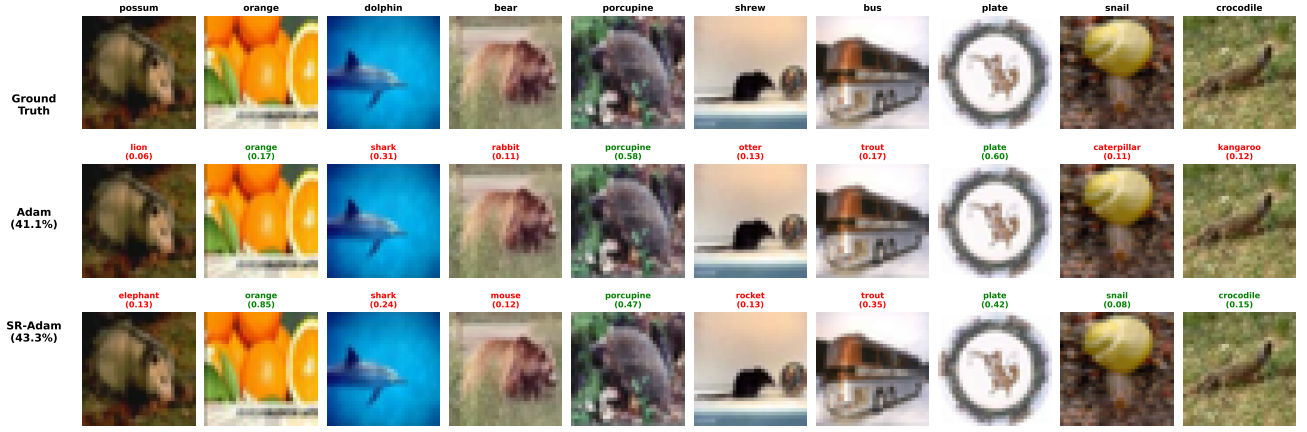 possum orange dolphin bear porcupine shrew bus plate snail crocodile
Ground
Truth
lion orange shark rabbit porcupine otter trout plate caterpillar kangaroo
(0.06) (0.17) (0.31) (0.11) (0.58) (0.13) (0.17) (0.60) (0.11) (0.12)
Adam
(41.1%)
elephant orange shark mouse porcupine rocket trout plate snail crocodile
(0.13) (0.85) (0.24) (0.12) (0.47) (0.13) (0.35) (0.42) (0.08) (0.15)
SR-Adam
(43.3%)